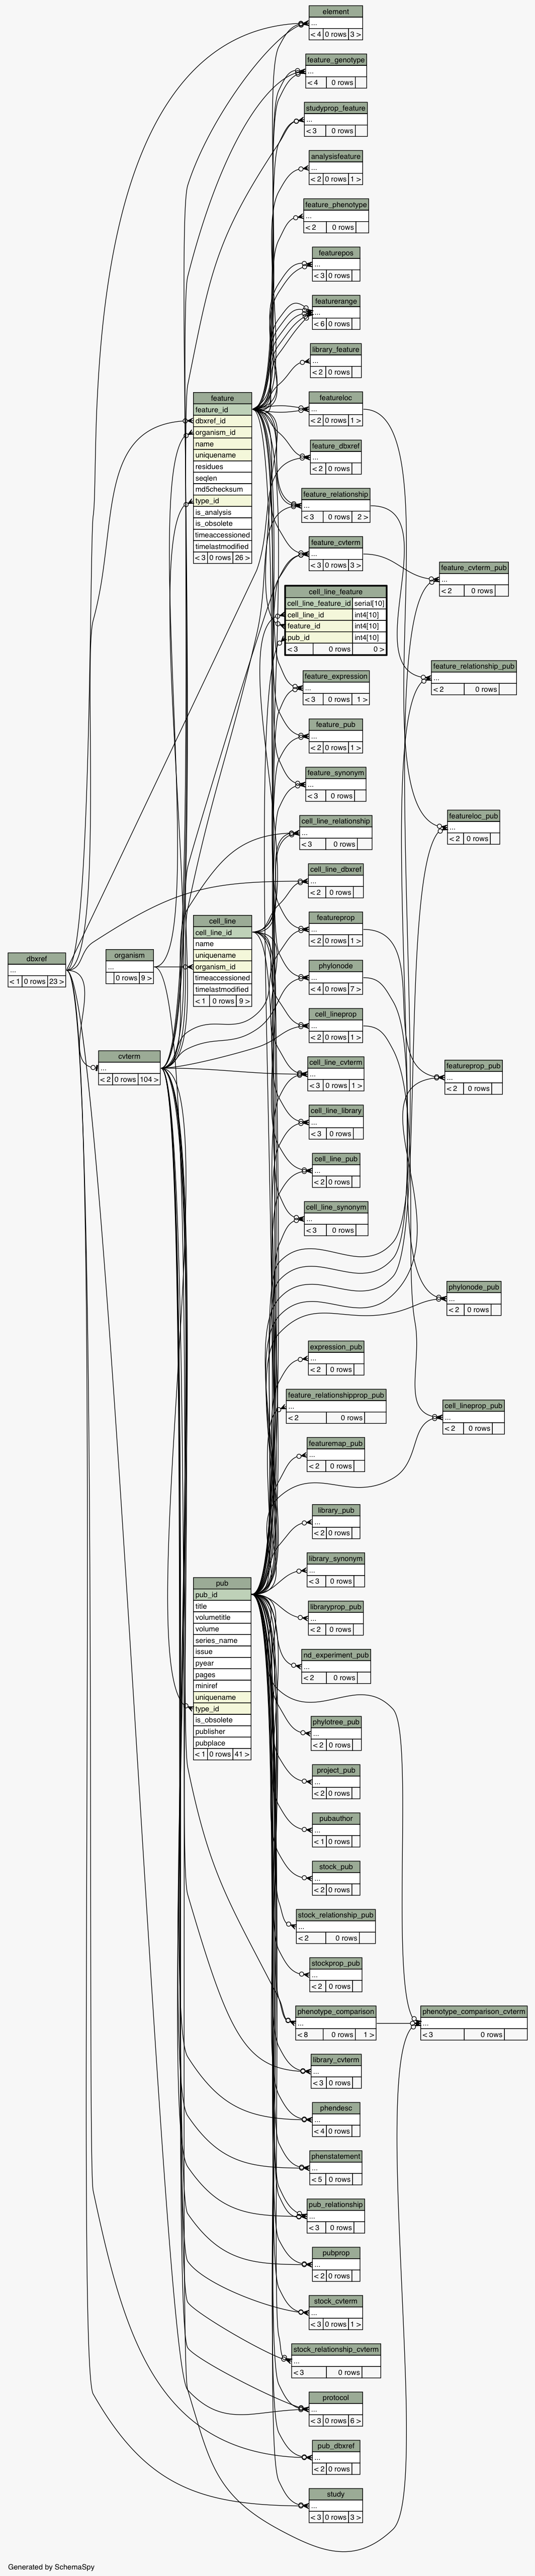 element
...
< 4 0 rows 3 >
feature_genotype
...
< 4 0 rows
studyprop_feature
...
< 3 0 rows
analysisfeature
...
< 2 0 rows 1 >
feature_phenotype
...
< 2 0 rows
featurepos
...
< 3 0 rows
featurerange
...
< 6 0 rows
library_feature
...
< 2 0 rows
feature
feature_id
dbxref_id
organism_id
name
uniquename
residues
seqlen
md5checksum
type_id
is_analysis
is_obsolete
timeaccessioned
timelastmodified
< 3 0 rows 26 >
featureloc
...
< 2 0 rows 1 >
feature_dbxref
...
< 2 0 rows
feature_relationship
...
< 3 0 rows 2 >
feature_cvterm
...
< 3 0 rows 3 >
feature_cvterm_pub
...
< 2 0 rows
cell_line_feature
cell_line_feature_id serial[10]
cell_line_id int4[10]
feature_id int4[10]
pub_id int4[10]
< 3 0 rows 0 >
feature_relationship_pub
...
< 2 0 rows
feature_expression
...
< 3 0 rows 1 >
feature_pub
...
< 2 0 rows 1 >
feature_synonym
...
< 3 0 rows
cell_line_relationship
...
< 3 0 rows
featureloc_pub
...
< 2 0 rows
cell_line_dbxref
...
< 2 0 rows
cell_line
cell_line_id
name
uniquename
organism_id
timeaccessioned
timelastmodified
< 1 0 rows 9 >
featureprop
...
< 2 0 rows 1 >
dbxref
...
< 1 0 rows 23 >
organism
...
0 rows 9 >
phylonode
...
< 4 0 rows 7 >
cell_lineprop
...
< 2 0 rows 1 >
cvterm
...
< 2 0 rows 104 >
cell_line_cvterm
...
< 3 0 rows 1 >
featureprop_pub
...
< 2 0 rows
cell_line_library
...
< 3 0 rows
cell_line_pub
...
< 2 0 rows
cell_line_synonym
...
< 3 0 rows
phylonode_pub
...
< 2 0 rows
expression_pub
...
< 2 0 rows
feature_relationshipprop_pub
...
< 2 0 rows
cell_lineprop_pub
...
< 2 0 rows
featuremap_pub
...
< 2 0 rows
library_pub
...
< 2 0 rows
library_synonym
...
< 3 0 rows
pub
pub_id
title
volumetitle
volume
series_name
issue
pyear
pages
miniref
uniquename
type_id
is_obsolete
publisher
pubplace
< 1 0 rows 41 >
libraryprop_pub
...
< 2 0 rows
nd_experiment_pub
...
< 2 0 rows
phylotree_pub
...
< 2 0 rows
project_pub
...
< 2 0 rows
pubauthor
...
< 1 0 rows
stock_pub
...
< 2 0 rows
stock_relationship_pub
...
< 2 0 rows
stockprop_pub
...
< 2 0 rows
phenotype_comparison
...
< 8 0 rows 1 >
phenotype_comparison_cvterm
...
< 3 0 rows
library_cvterm
...
< 3 0 rows
phendesc
...
< 4 0 rows
phenstatement
...
< 5 0 rows
pub_relationship
...
< 3 0 rows
pubprop
...
< 2 0 rows
stock_cvterm
...
< 3 0 rows 1 >
stock_relationship_cvterm
...
< 3 0 rows
protocol
...
< 3 0 rows 6 >
pub_dbxref
...
< 2 0 rows
study
...
< 3 0 rows 3 >
Generated by SchemaSpy